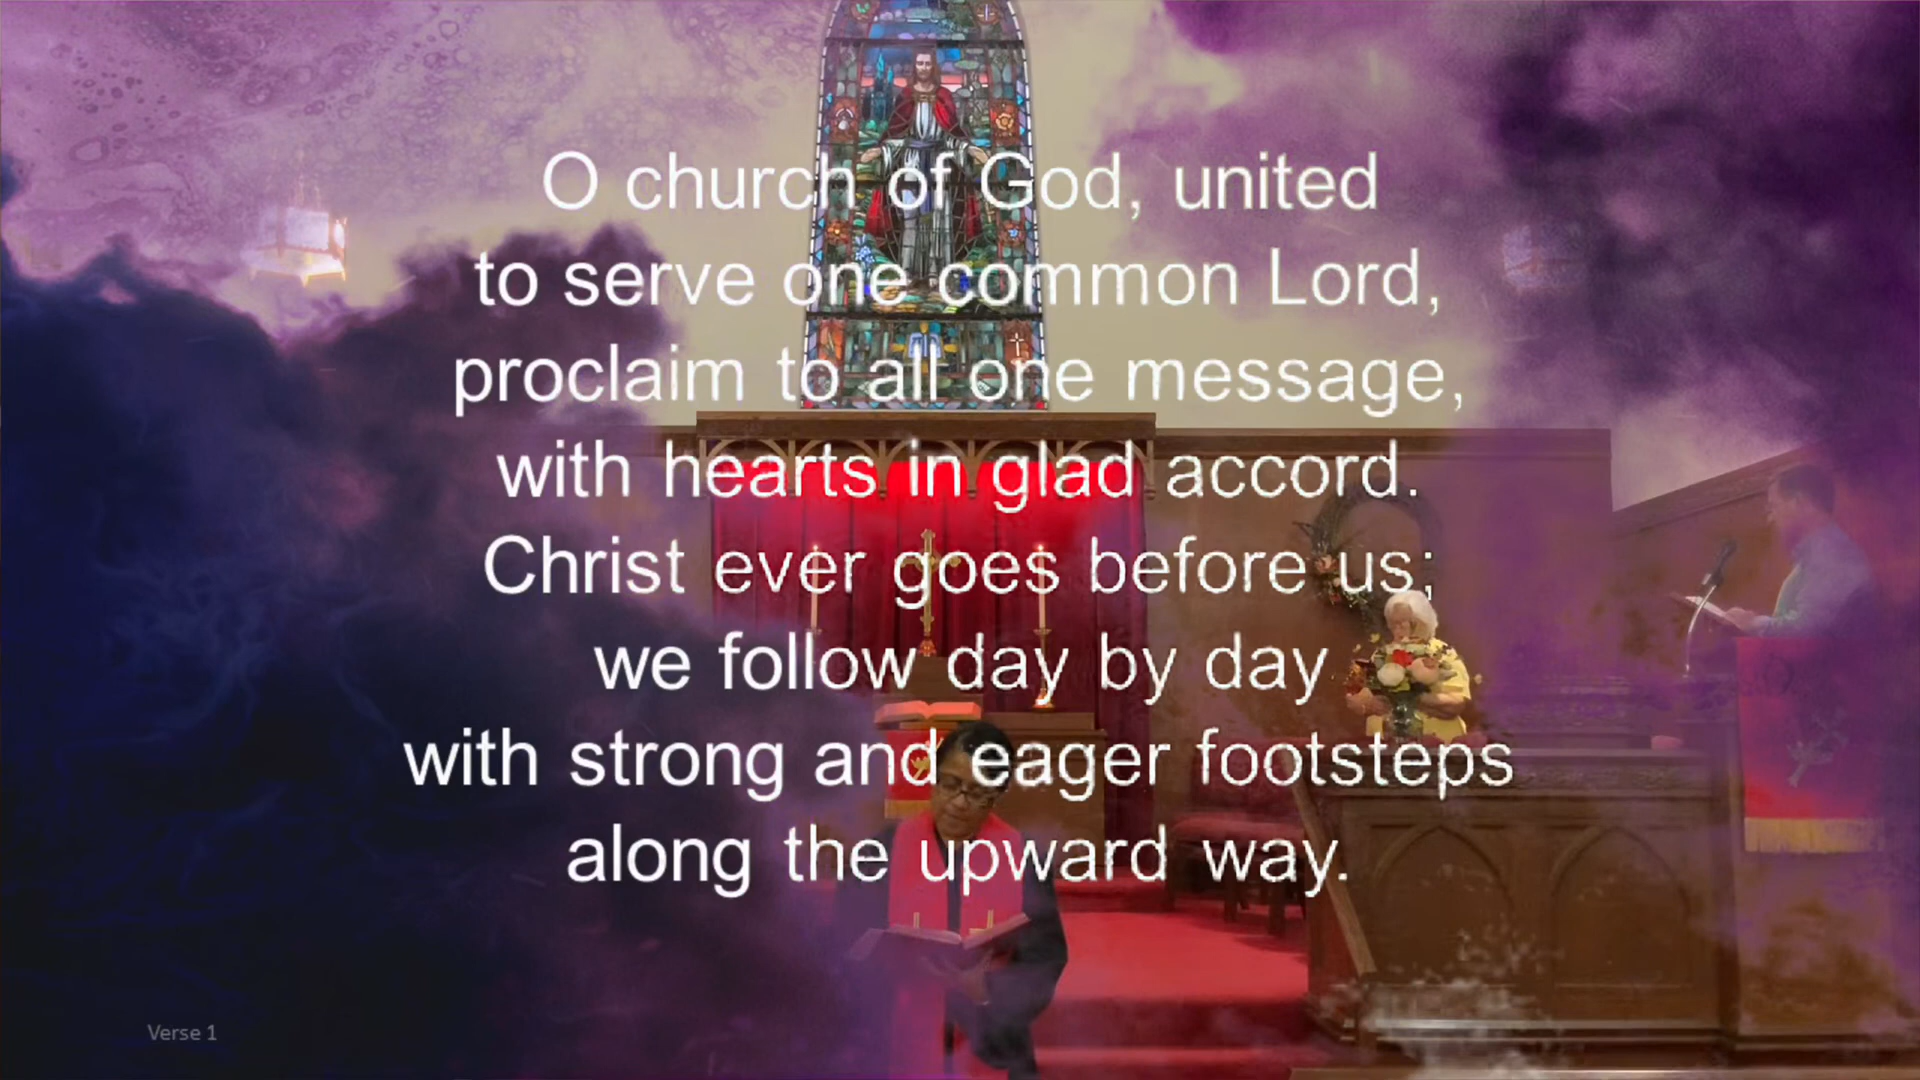 O church of God, united
to serve one common Lord,
proclaim to all one message,
with hearts in glad accord.
Christ ever goes before us;
we follow day by day
with strong and eager footsteps
along the upward way.
Verse 1